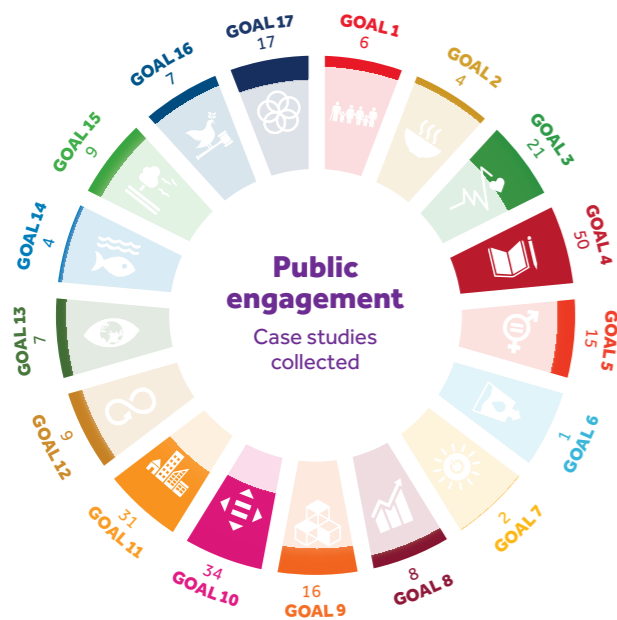 Public
engagement
Case studies
collected
GOAL 1
6
GOAL 2
4
GOAL 3
21
GOAL 4
50
GOAL 5
15
GOAL 6
1
GOAL 7
2
GOAL 8
8
GOAL 9
16
GOAL 10
34
GOAL 11
31
GOAL 12
9
GOAL 13
7
GOAL 14
4
GOAL 15
9
GOAL 16
7
GOAL 17
17